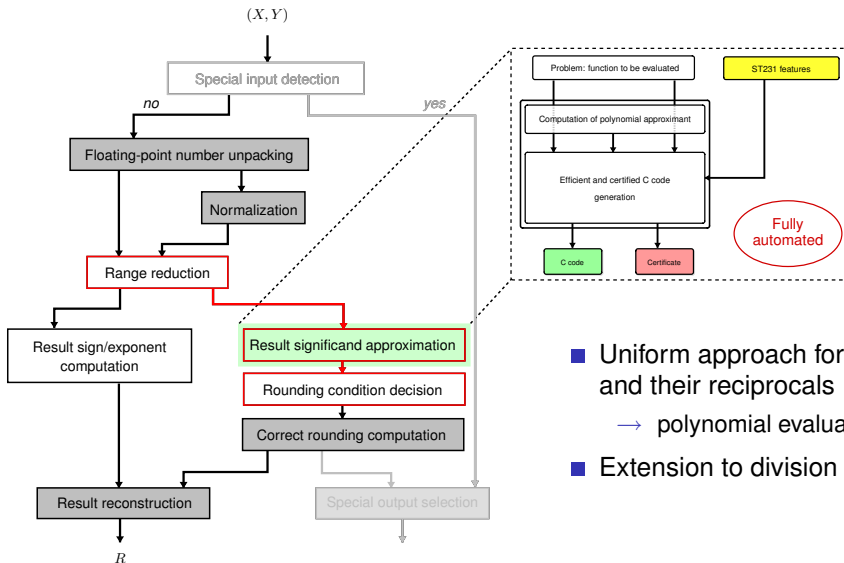 (X, Y)
Special input detection
no
yes
Floating-point number unpacking
Normalization
Range reduction
Result sign/exponent
computation
Result significand approximation
Rounding condition decision
Correct rounding computation
Result reconstruction
Special output selection
R
Problem: function to be evaluated
ST231 features
Computation of polynomial approximant
Efficient and certified C code
generation
Fully
automated
C code
Certificate
Uniform approach for
and their reciprocals
→ polynomial evalua
Extension to division